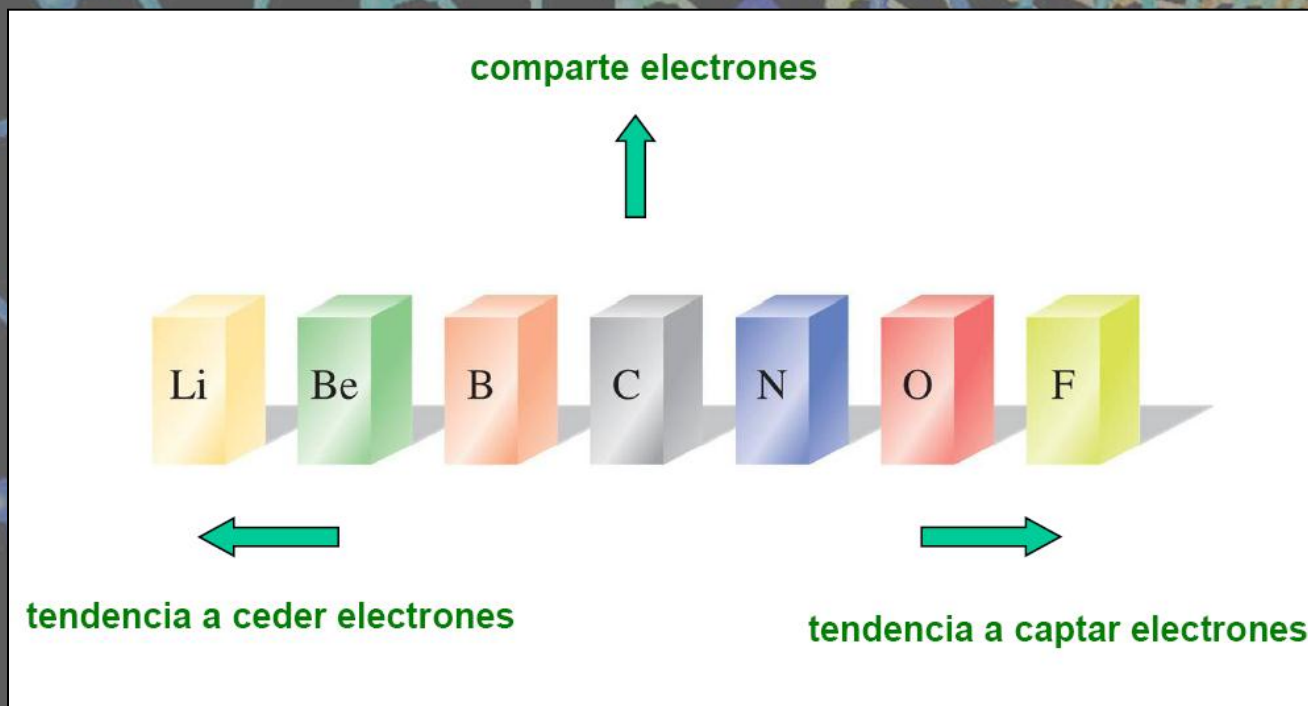 comparte electrones
Li Be B C N O F
tendencia a ceder electrones
tendencia a captar electrones